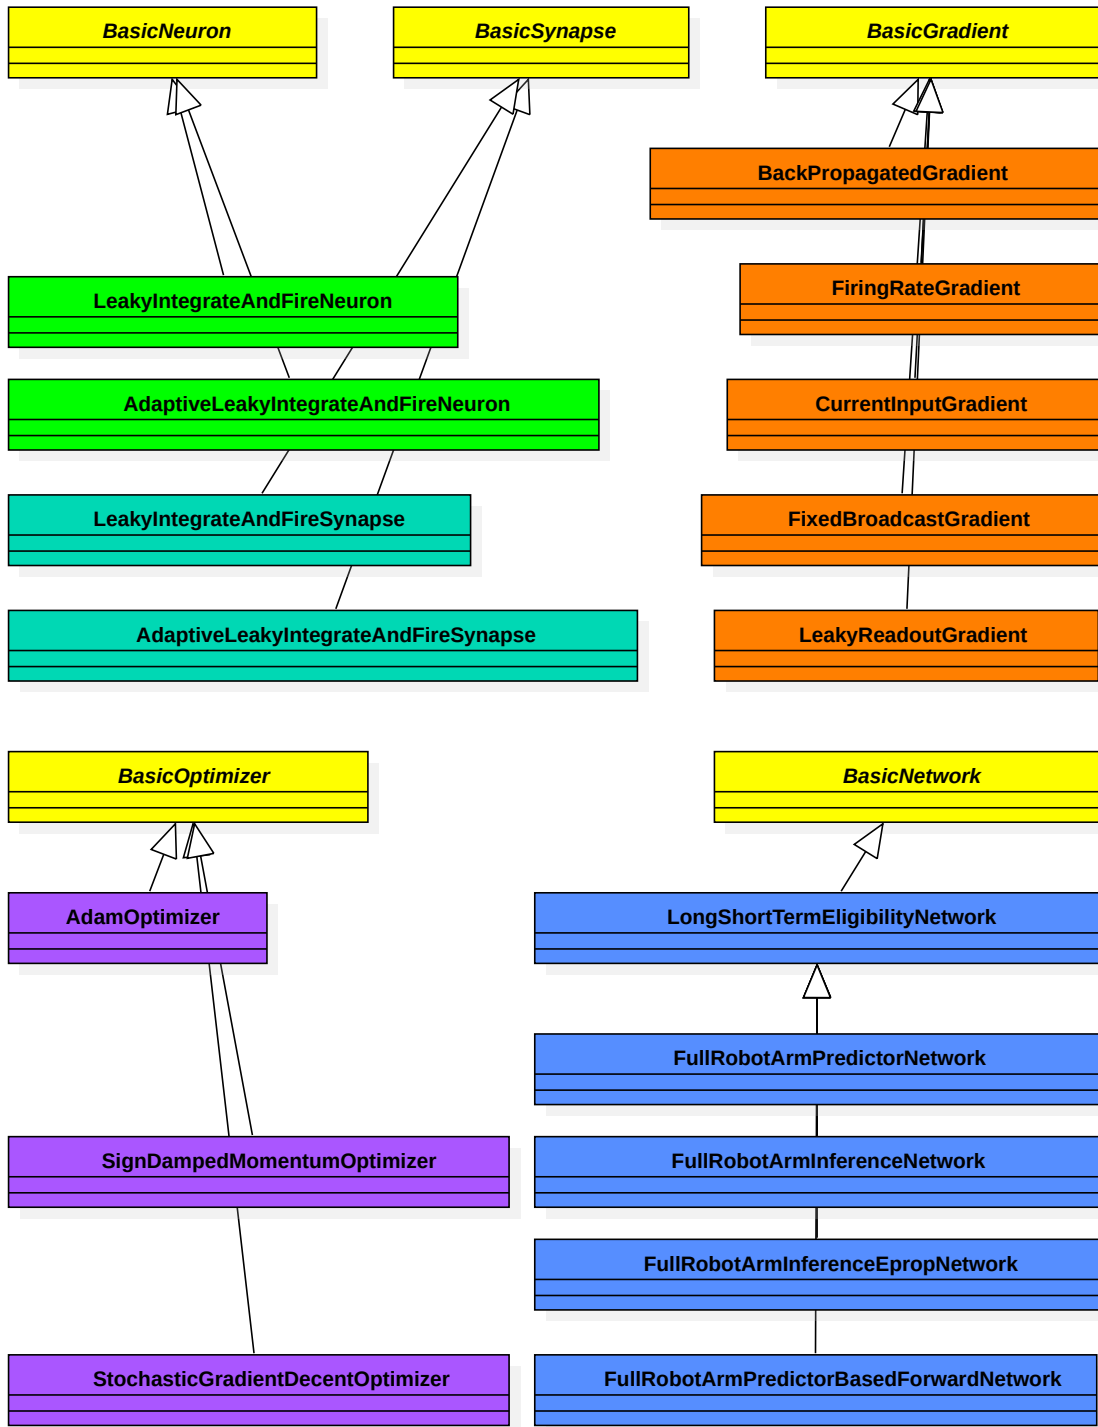 BasicNeuron
BasicSynapse
BasicGradient
BackPropagatedGradient
LeakyIntegrateAndFireNeuron
FiringRateGradient
AdaptiveLeakyIntegrateAndFireNeuron
CurrentInputGradient
LeakyIntegrateAndFireSynapse
FixedBroadcastGradient
AdaptiveLeakyIntegrateAndFireSynapse
LeakyReadoutGradient
BasicOptimizer
BasicNetwork
AdamOptimizer
LongShortTermEligibilityNetwork
FullRobotArmPredictorNetwork
SignDampedMomentumOptimizer
FullRobotArmInferenceNetwork
FullRobotArmInferenceEpropNetwork
StochasticGradientDecentOptimizer
FullRobotArmPredictorBasedForwardNetwork